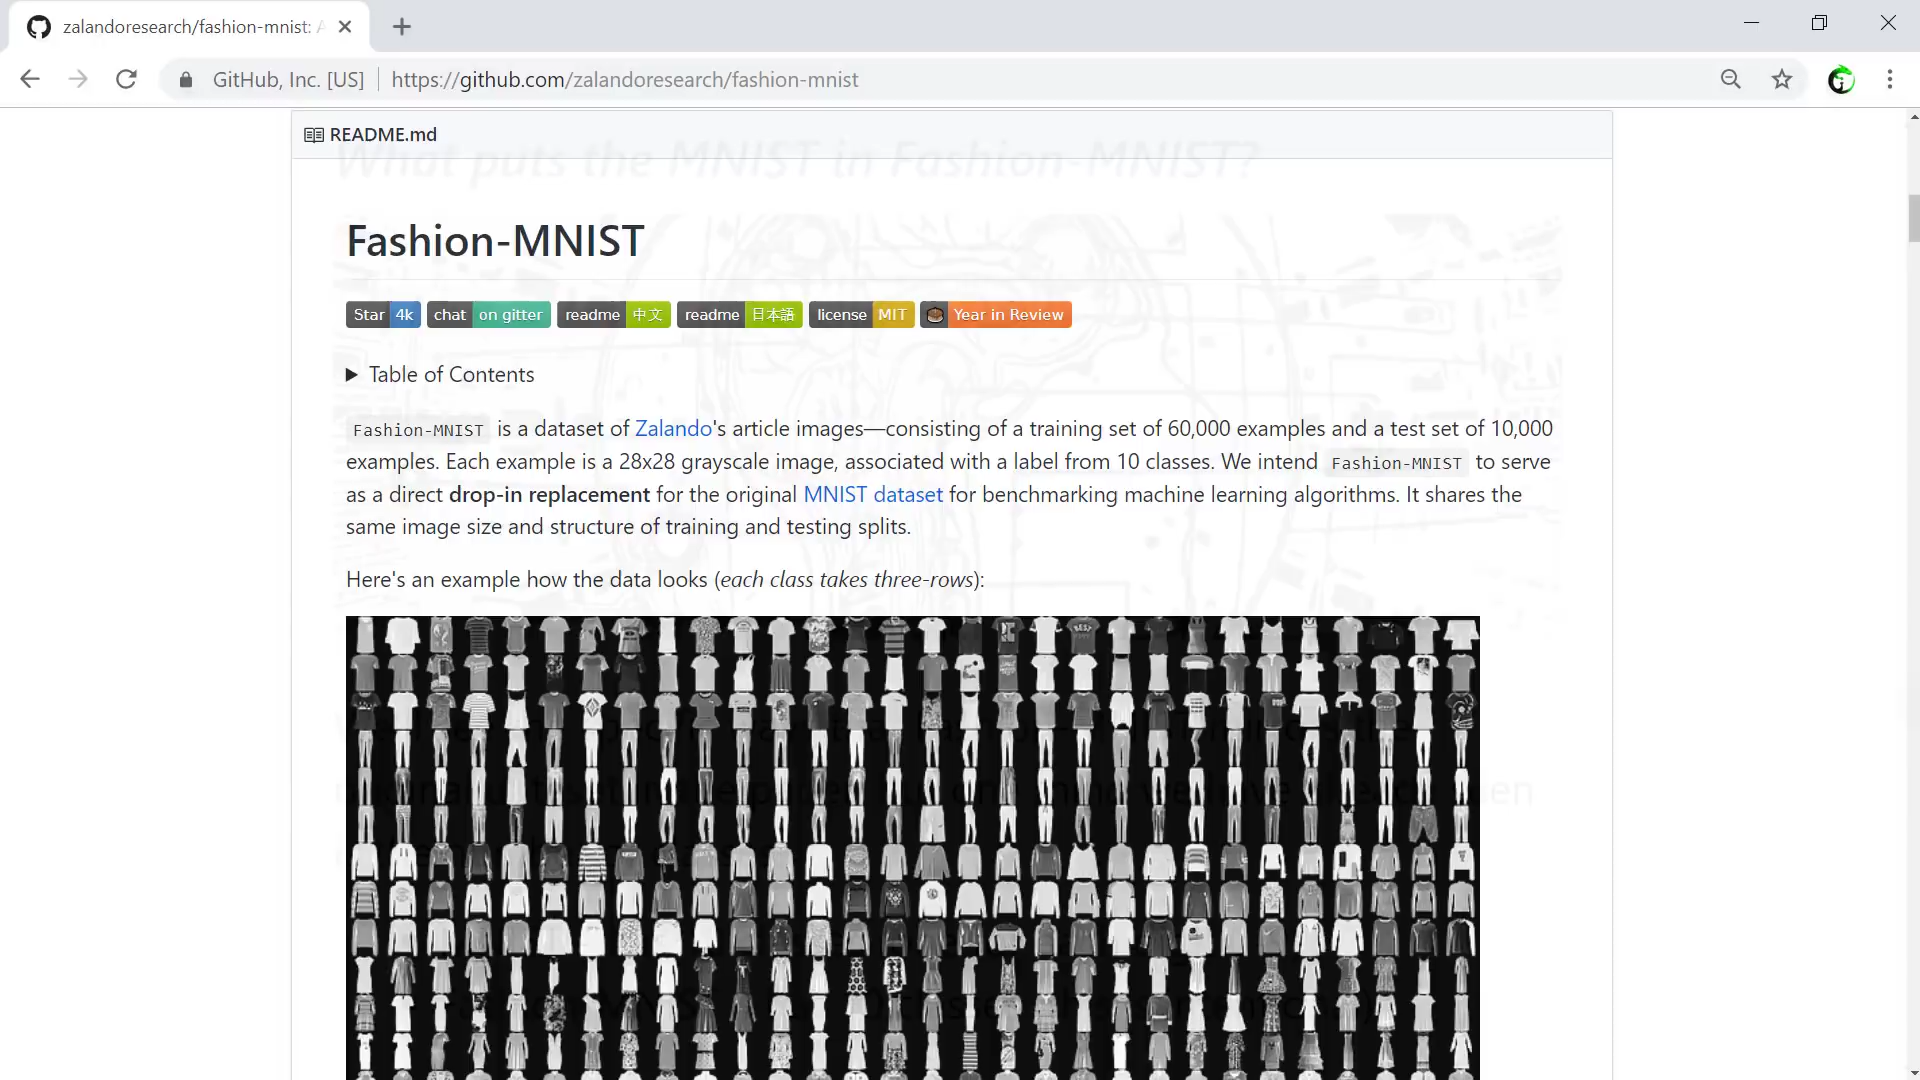 zalandoresearch/fashion-mnist: A
GitHub, Inc. [US] https://github.com/zalandoresearch/fashion-mnist
README.md
What puts the MNIST in Fashion-MNIST?
Fashion-MNIST
Star 4k chat on gitter readme 中文 readme 日本語 license MIT Year in Review
Table of Contents
Fashion-MNIST is a dataset of Zalando's article images—consisting of a training set of 60,000 examples and a test set of 10,000
examples. Each example is a 28x28 grayscale image, associated with a label from 10 classes. We intend Fashion-MNIST to serve
as a direct drop-in replacement for the original MNIST dataset for benchmarking machine learning algorithms. It shares the
same image size and structure of training and testing splits.
Here's an example how the data looks (each class takes three-rows):